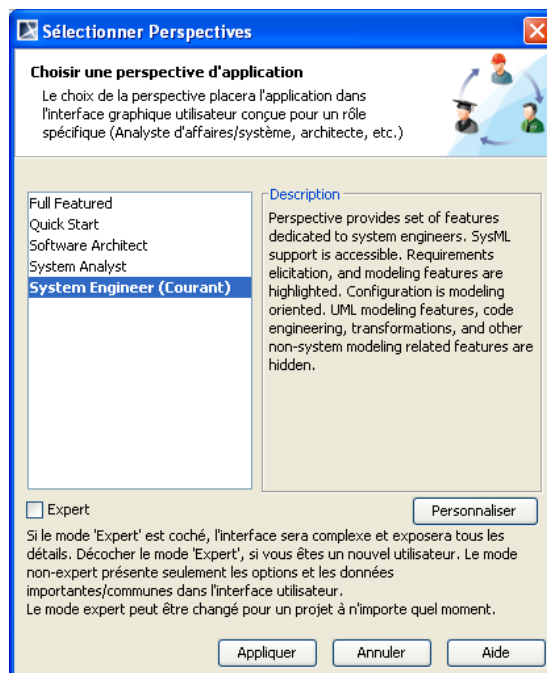 Sélectionner Perspectives
Choisir une perspective d'application
Le choix de la perspective placera l'application dans
l'interface graphique utilisateur conçue pour un rôle
spécifique (Analyste d'affaires/système, architecte, etc.)
Full Featured
Quick Start
Software Architect
System Analyst
System Engineer (Courant)
Description
Perspective provides set of features
dedicated to system engineers. SysML
support is accessible. Requirements
elicitation, and modeling features are
highlighted. Configuration is modeling
oriented. UML modeling features, code
engineering, transformations, and other
non-system modeling related features are
hidden.
Expert
Personnaliser
Si le mode 'Expert' est coché, l'interface sera complexe et exposera tous les
détails. Décocher le mode 'Expert', si vous êtes un nouvel utilisateur. Le mode
non-expert présente seulement les options et les données
importantes/communes dans l'interface utilisateur.
Le mode expert peut être changé pour un projet à n'importe quel moment.
Appliquer
Annuler
Aide